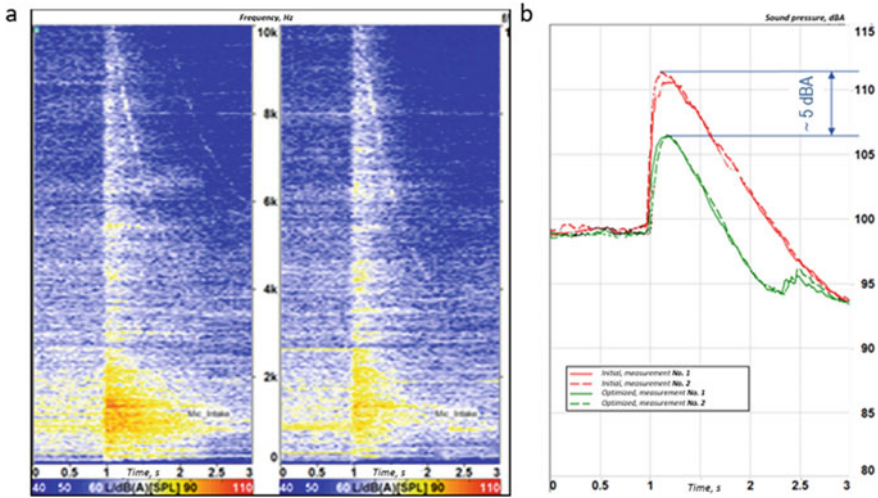 a
Frequency, Hz
10k
8k
6k
4k
2k
0
Mic_Intake
Mic_Intake
0 0.5 1 Time, s 2 2.5 3
0 0.5 1 Time, s 2 2.5 3
40 50 60 L/dB(A)[SPL] 90 110
40 50 60 L/dB(A)[SPL] 90 110
b
Sound pressure, dBA
115
110
~ 5 dBA
105
100
95
90
85
80
Initial, measurement No. 1
Initial, measurement No. 2
Optimized, measurement No. 1
Optimized, measurement No. 2
0 0.5 1 1.5 2 2.5 3
Time, s